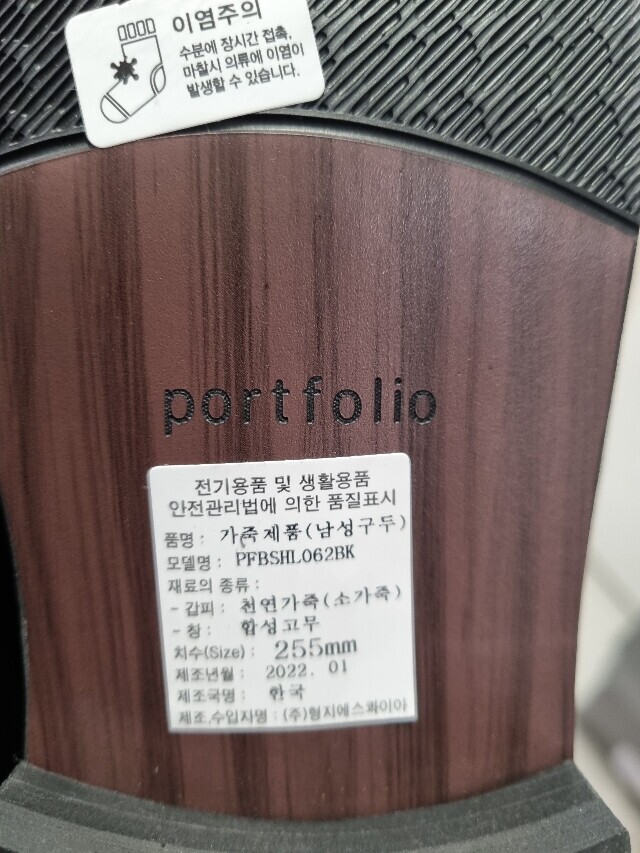 이염주의
수분에 장시간 접촉,
마찰시 의류에 이염이
발생할 수 있습니다.
portfolio
전기용품 및 생활용품
안전관리법에 의한 품질표시
품명 : 가죽제품(남성구두)
모델명 : PFBSHL062BK
재료의 종류 :
- 갑피 : 천연가죽(소가죽)
- 창 : 합성고무
치수(Size) : 255mm
제조년월 : 2022. 01
제조국명 : 한국
제조.수입자명 : (주)형지에스콰이아